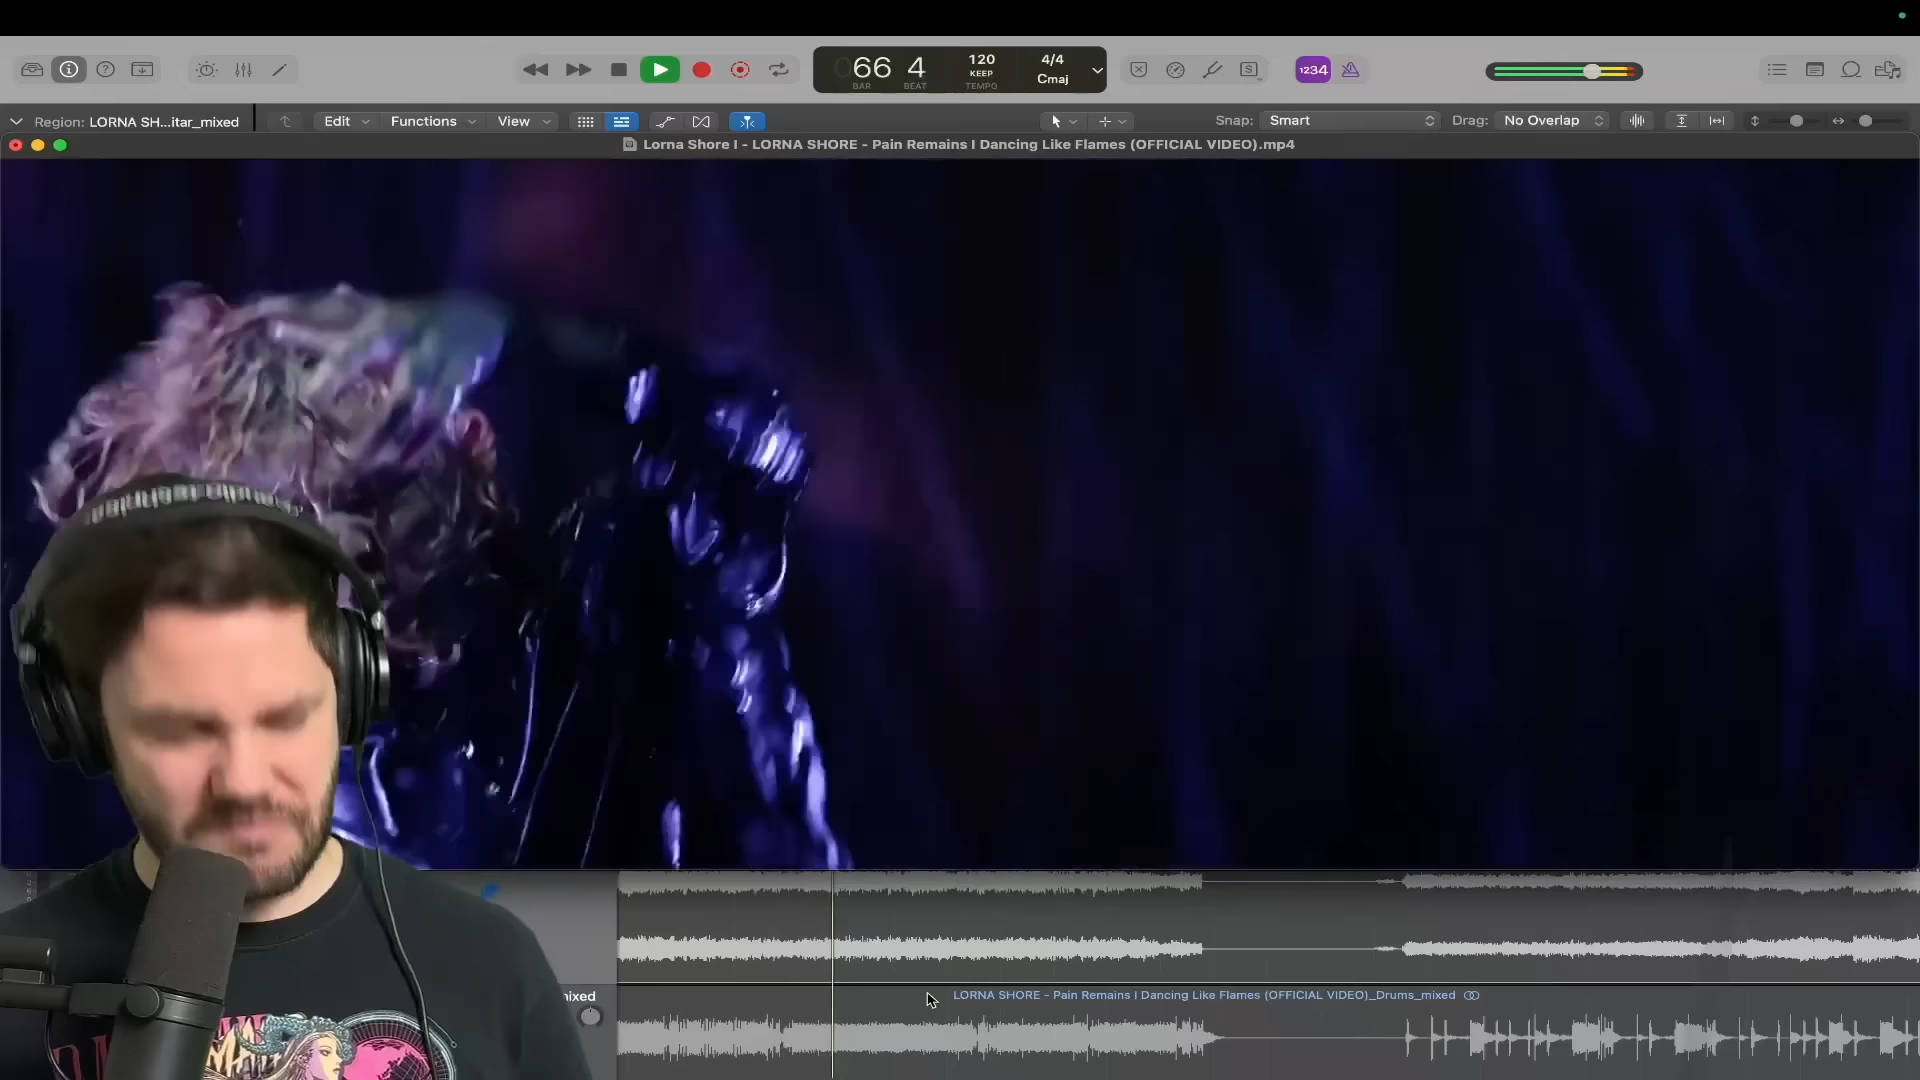 66 4
BAR BEAT
120
KEEP
TEMPO
4/4
Cmaj
1234
Region: LORNA SH...itar_mixed
Edit
Functions
View
Snap: Smart
Drag: No Overlap
Lorna Shore I - LORNA SHORE - Pain Remains I Dancing Like Flames (OFFICIAL VIDEO).mp4
LORNA SHORE - Pain Remains I Dancing Like Flames (OFFICIAL VIDEO)_Drums_mixed